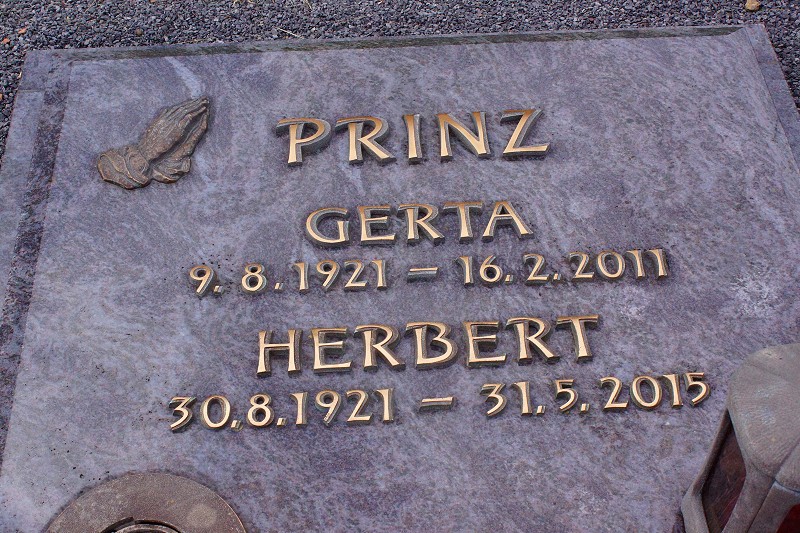 PRINZ
GERTA
9.8.1921 – 16.2.2011
HERBERT
30.8.1921 – 31.5.2015